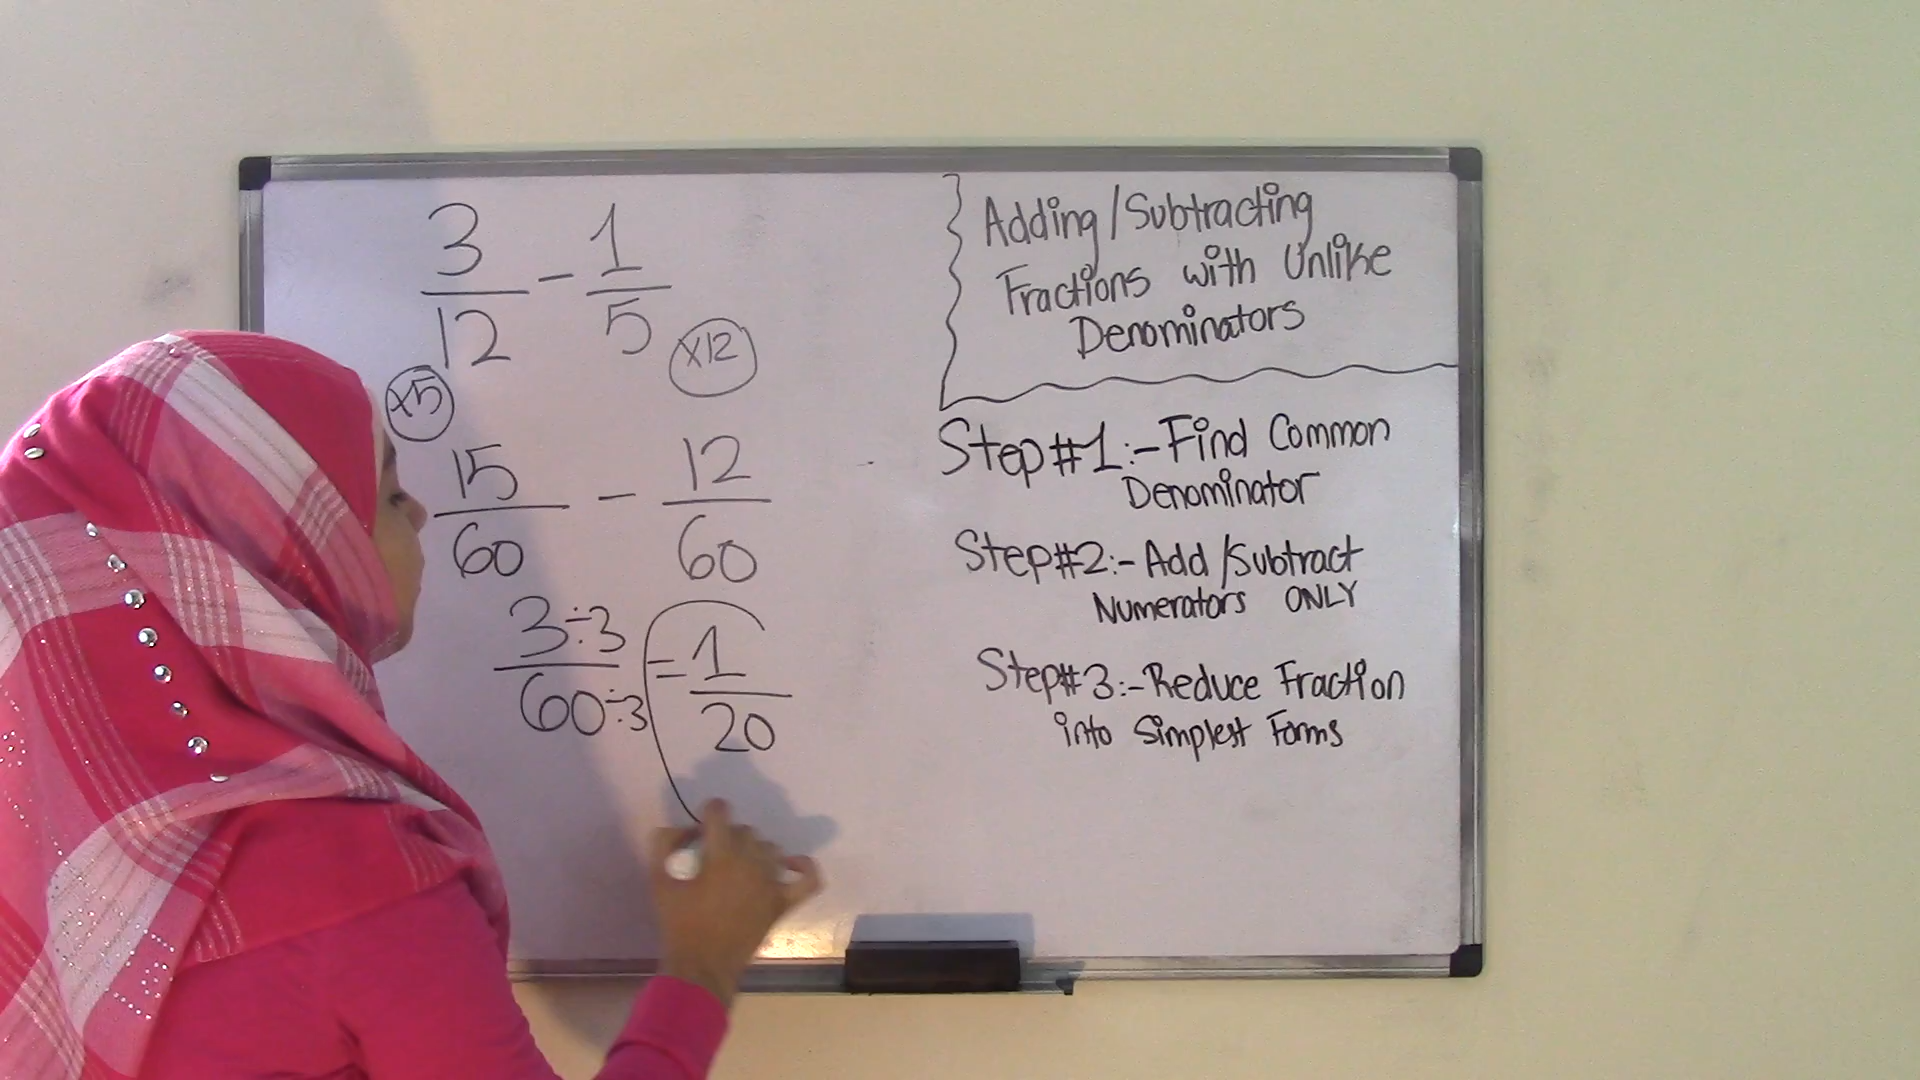 3/12 - 1/5
x5 x12
15/60 - 12/60
3÷3/60÷3 = 1/20
Adding/Subtracting
Fractions with Unlike
Denominators
Step#1:- Find Common
Denominator
Step#2:- Add/Subtract
Numerators ONLY
Step#3:- Reduce Fraction
into Simplest Forms